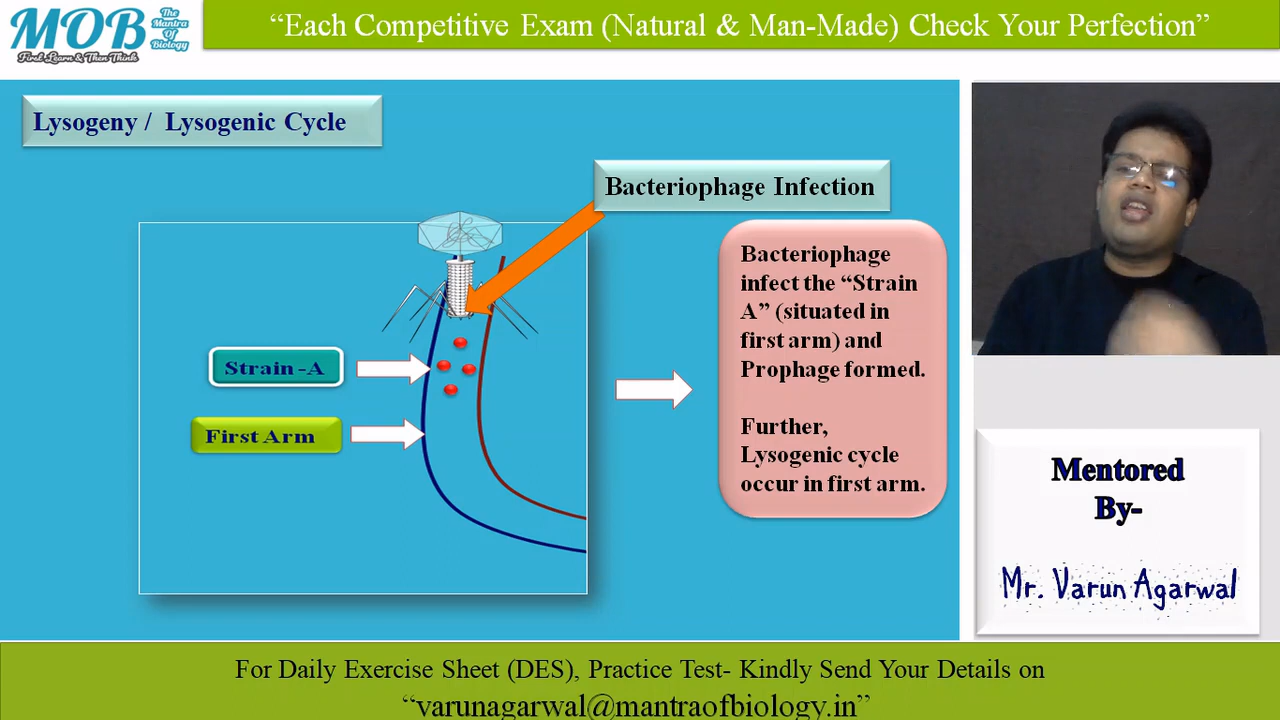 MOB
The
Mantra
Of
Biology
First Learn & Then Think
“Each Competitive Exam (Natural & Man-Made) Check Your Perfection”
Lysogeny / Lysogenic Cycle
Bacteriophage Infection
Strain -A
First Arm
Bacteriophage
infect the “Strain
A” (situated in
first arm) and
Prophage formed.
Further,
Lysogenic cycle
occur in first arm.
Mentored
By-
Mr. Varun Agarwal
For Daily Exercise Sheet (DES), Practice Test- Kindly Send Your Details on
“varunagarwal@mantraofbiology.in”